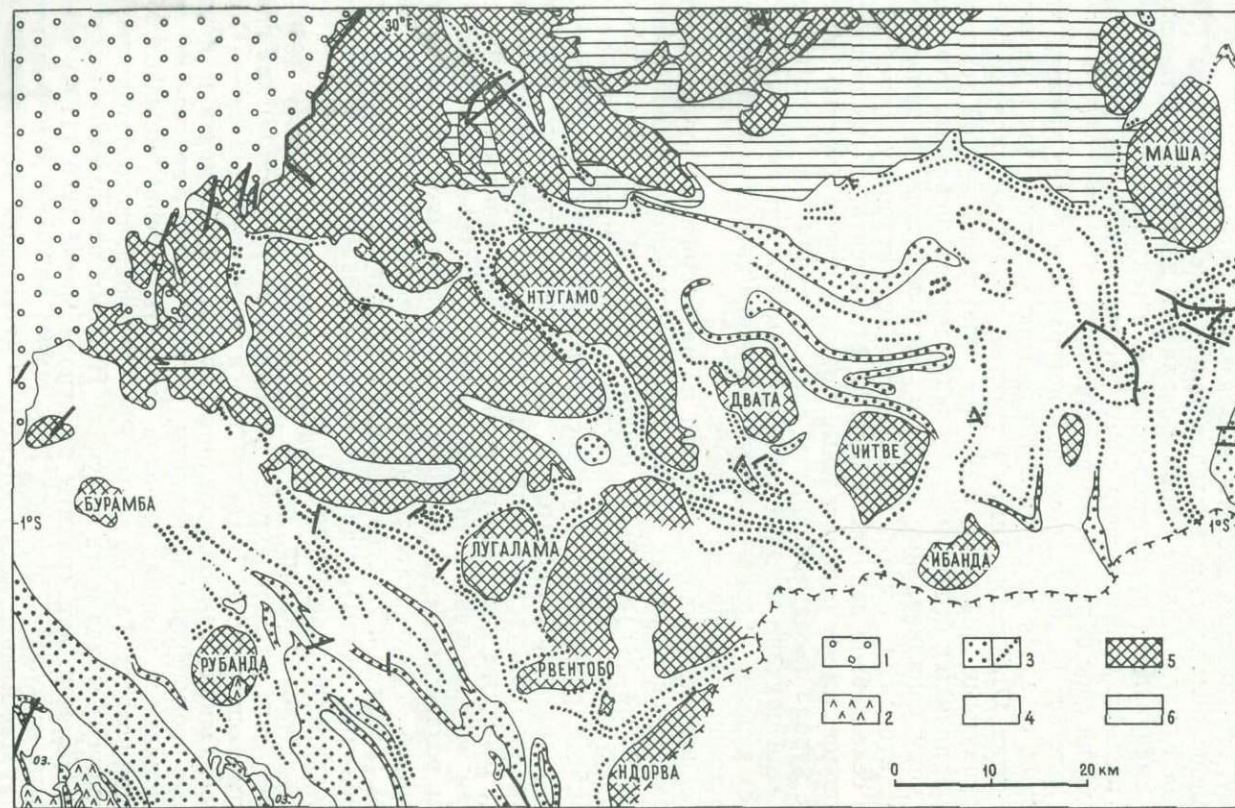 30°E
МАША
НТУГАМО
ДВАТА
ЧИТВЕ
БУРАМБА
1°S
1°S
ЛУГАЛАМА
ИБАНДА
РУБАНДА
РВЕНТОБО
1
3
5
2
4
6
ОЗ.
НДОРВА
0 10 20 КМ
ОЗ.